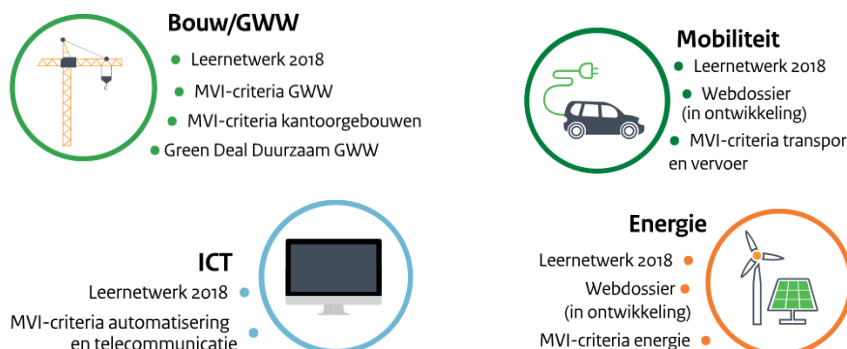 Bouw/GWW
Leernetwerk 2018
MVI-criteria GWW
MVI-criteria kantoorgebouwen
Green Deal Duurzaam GWW
Mobiliteit
Leernetwerk 2018
Webdossier
(in ontwikkeling)
MVI-criteria transpor
en vervoer
ICT
Leernetwerk 2018
MVI-criteria automatisering
en telecommunicatie
Energie
Leernetwerk 2018
Webdossier
(in ontwikkeling)
MVI-criteria energie